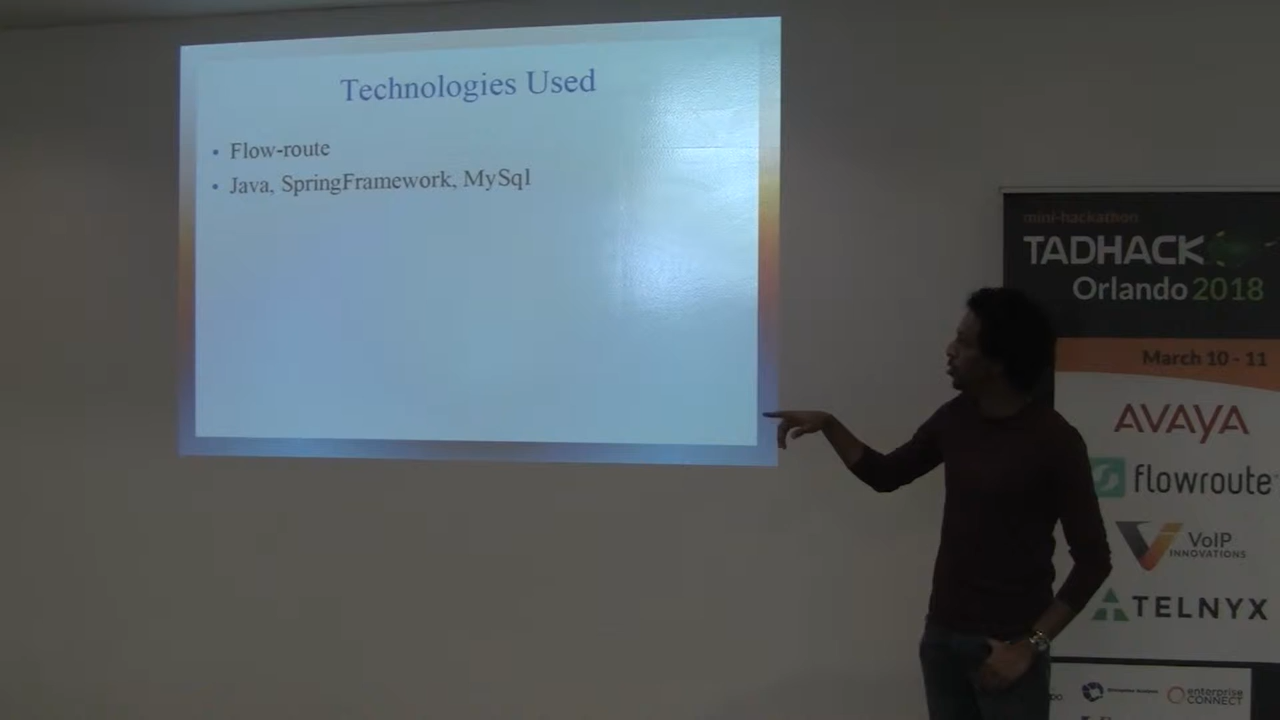 Technologies Used
• Flow-route
• Java, SpringFramework, MySql
mini-hackathon
TADHACK
Orlando 2018
March 10 - 11
AVAYA
flowroute
VoIP
INNOVATIONS
TELNYX
enterprise
CONNECT